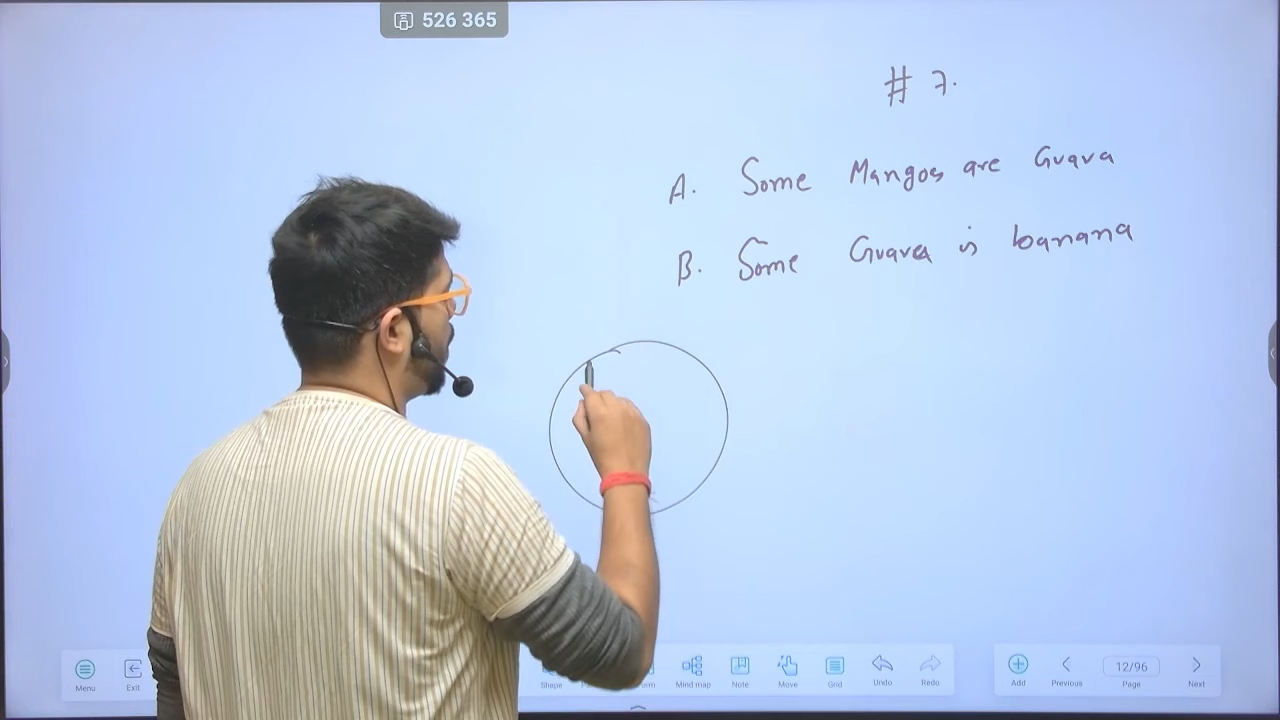 526 365
# 7.
A. Some Mangoes are Guava
B. Some Guava is banana
Menu Exit Shape Mind map Note Move Grid Undo Redo Add Previous 12/96 Page Next